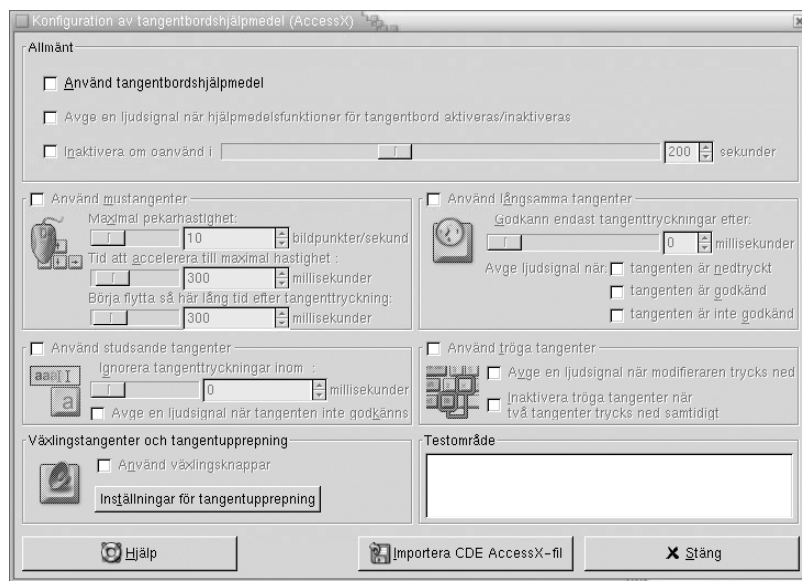 Konfiguration av tangentbordshjälpmedel (AccessX)
Allmänt
Använd tangentbordshjälpmedel
Avge en ljudsignal när hjälpmedelsfunktioner för tangentbord aktiveras/inaktiveras
Inaktivera om oanvänd i 200 sekunder
Använd mustangenter
Maximal pekarhastighet:
10 bildpunkter/sekund
Tid att accelerera till maximal hastighet :
300 millisekunder
Börja flytta så här lång tid efter tangenttryckning:
300 millisekunder
Använd långsamma tangenter
Godkänn endast tangenttryckningar efter:
0 millisekunder
Avge ljudsignal när: tangenten är nedtryckt
tangenten är godkänd
tangenten är inte godkänd
Använd studsande tangenter
Ignorera tangenttryckningar inom :
aaa
a
0 millisekunder
Avge en ljudsignal när tangenten inte godkänns
Använd tröga tangenter
Avge en ljudsignal när modifieraren trycks ned
Inaktivera tröga tangenter när
två tangenter trycks ned samtidigt
Växlingstangenter och tangentupprepning
Använd växlingsknappar
Inställningar för tangentupprepning
Testområde
Hjälp
Importera CDE AccessX-fil
Stäng